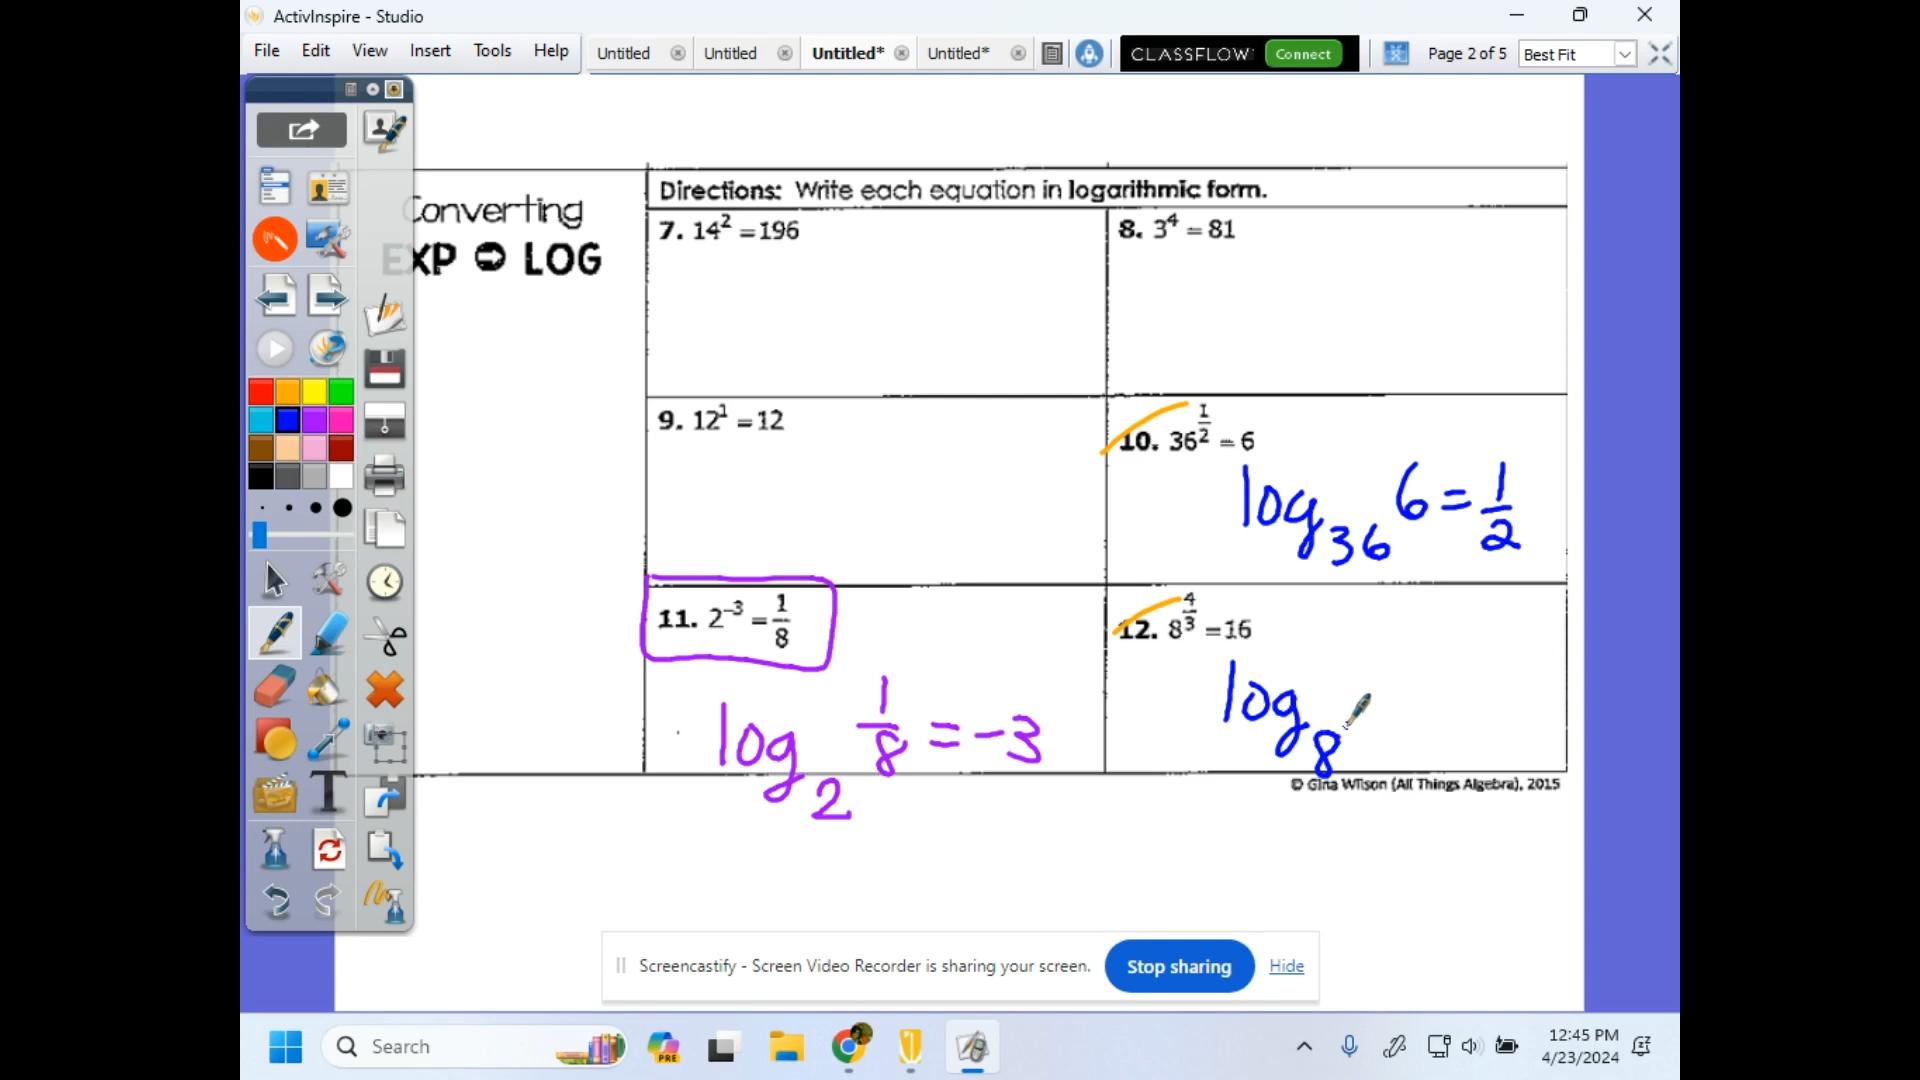 ActivInspire - Studio
File Edit View Insert Tools Help
Untitled Untitled Untitled* Untitled*
CLASSFLOW Connect
Page 2 of 5 Best Fit
Converting
EXP ➲ LOG
Directions: Write each equation in logarithmic form.
7. 14² = 196
8. 3⁴ = 81
9. 12¹ = 12
10. 36^(1/2) = 6
log₃₆ 6 = 1/2
11. 2⁻³ = 1/8
log₂ 1/8 = -3
12. 8^(4/3) = 16
log₈
© Gina Wilson (All Things Algebra), 2015
T
Screencastify - Screen Video Recorder is sharing your screen. Stop sharing Hide
Search
PRE
12:45 PM
4/23/2024